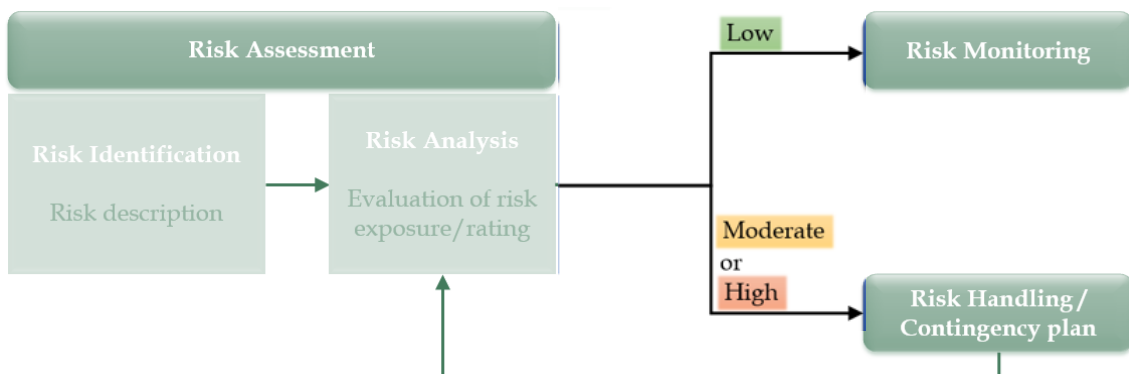 Risk Assessment
Risk Identification
Risk description
Risk Analysis
Evaluation of risk
exposure/rating
Low
Risk Monitoring
Moderate
or
High
Risk Handling/
Contingency plan